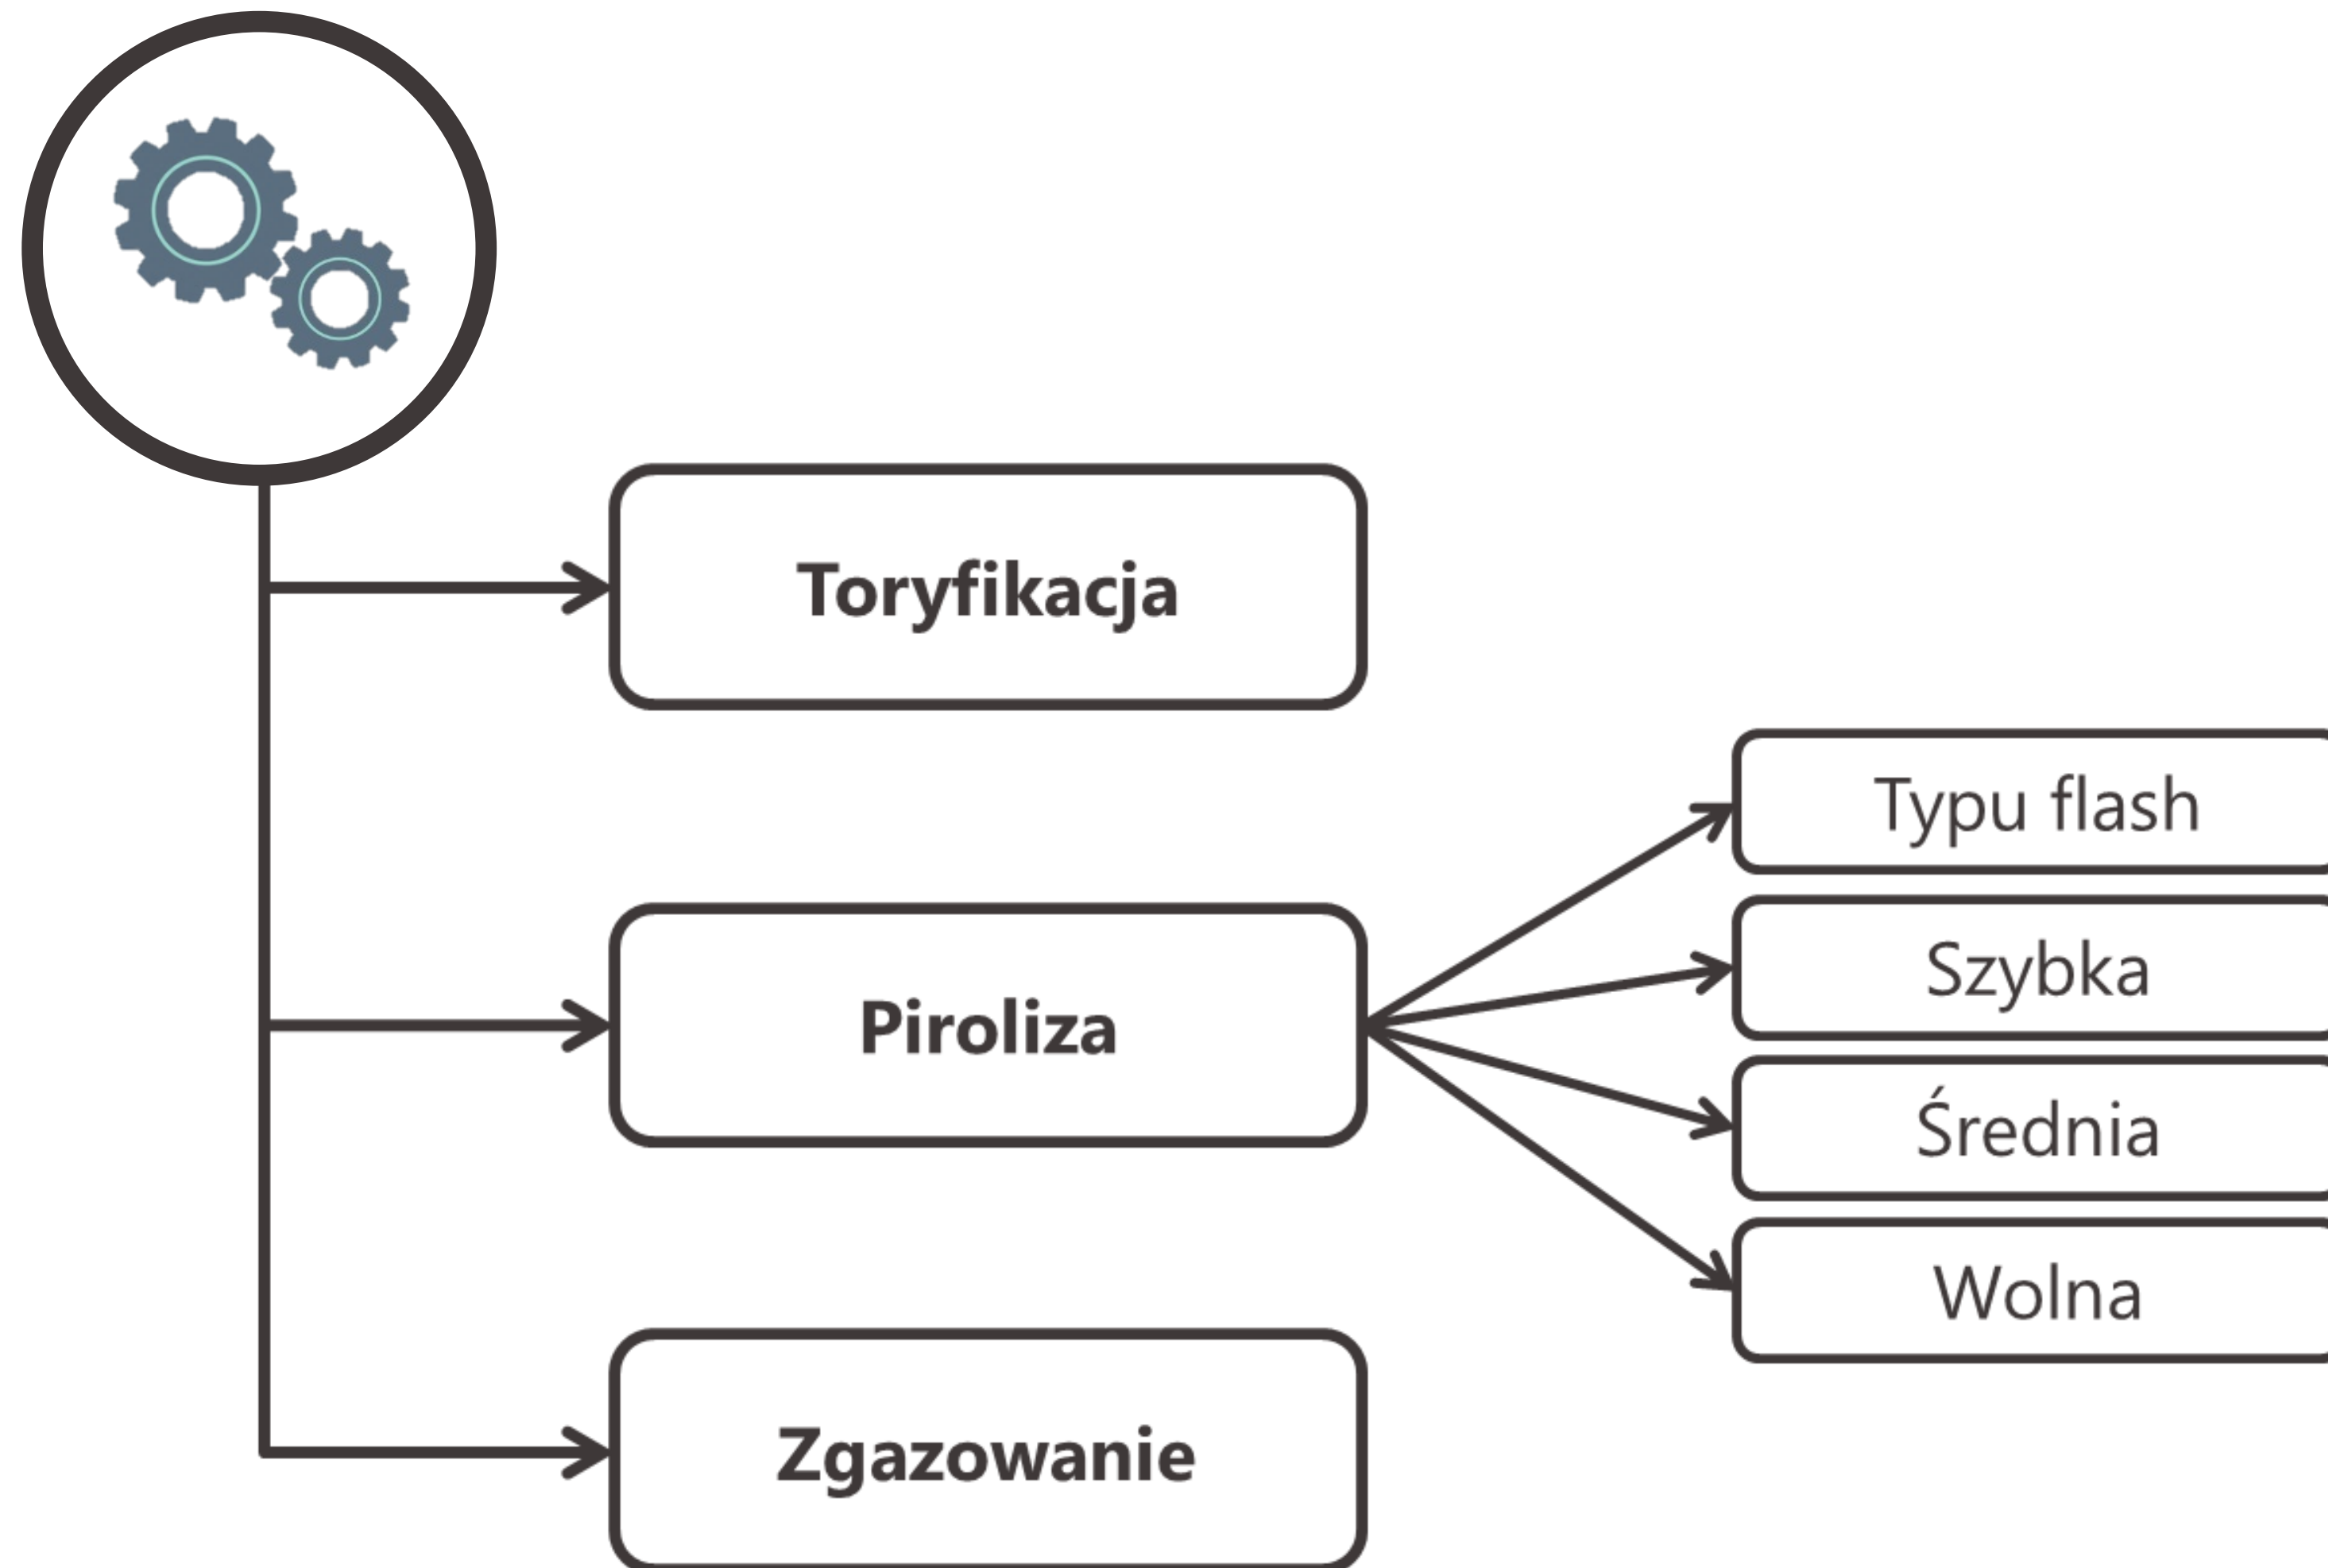 Toryfikacja
Piroliza
Typu flash
Szybka
Średnia
Wolna
Zgazowanie